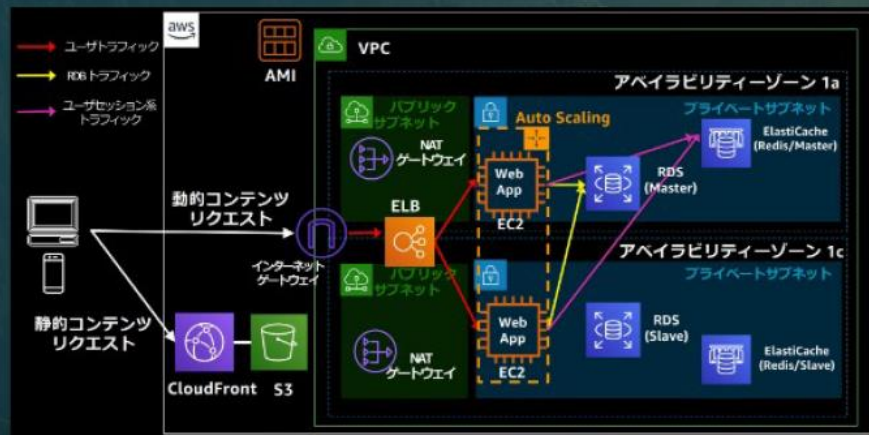 aws
ユーザトラフィック
RDSトラフィック
ユーザセッション系
トラフィック
AMI
VPC
アベイラビリティーゾーン 1a
パブリック
サブネット
Auto Scaling
プライベートサブネット
NAT
ゲートウェイ
Web
App
EC2
RDS
(Master)
ElastiCache
(Redis/Master)
動的コンテンツ
リクエスト
ELB
インターネット
ゲートウェイ
アベイラビリティーゾーン 1c
パブリック
サブネット
プライベートサブネット
静的コンテンツ
リクエスト
CloudFront
S3
NAT
ゲートウェイ
Web
App
EC2
RDS
(Slave)
ElastiCache
(Redis/Slave)